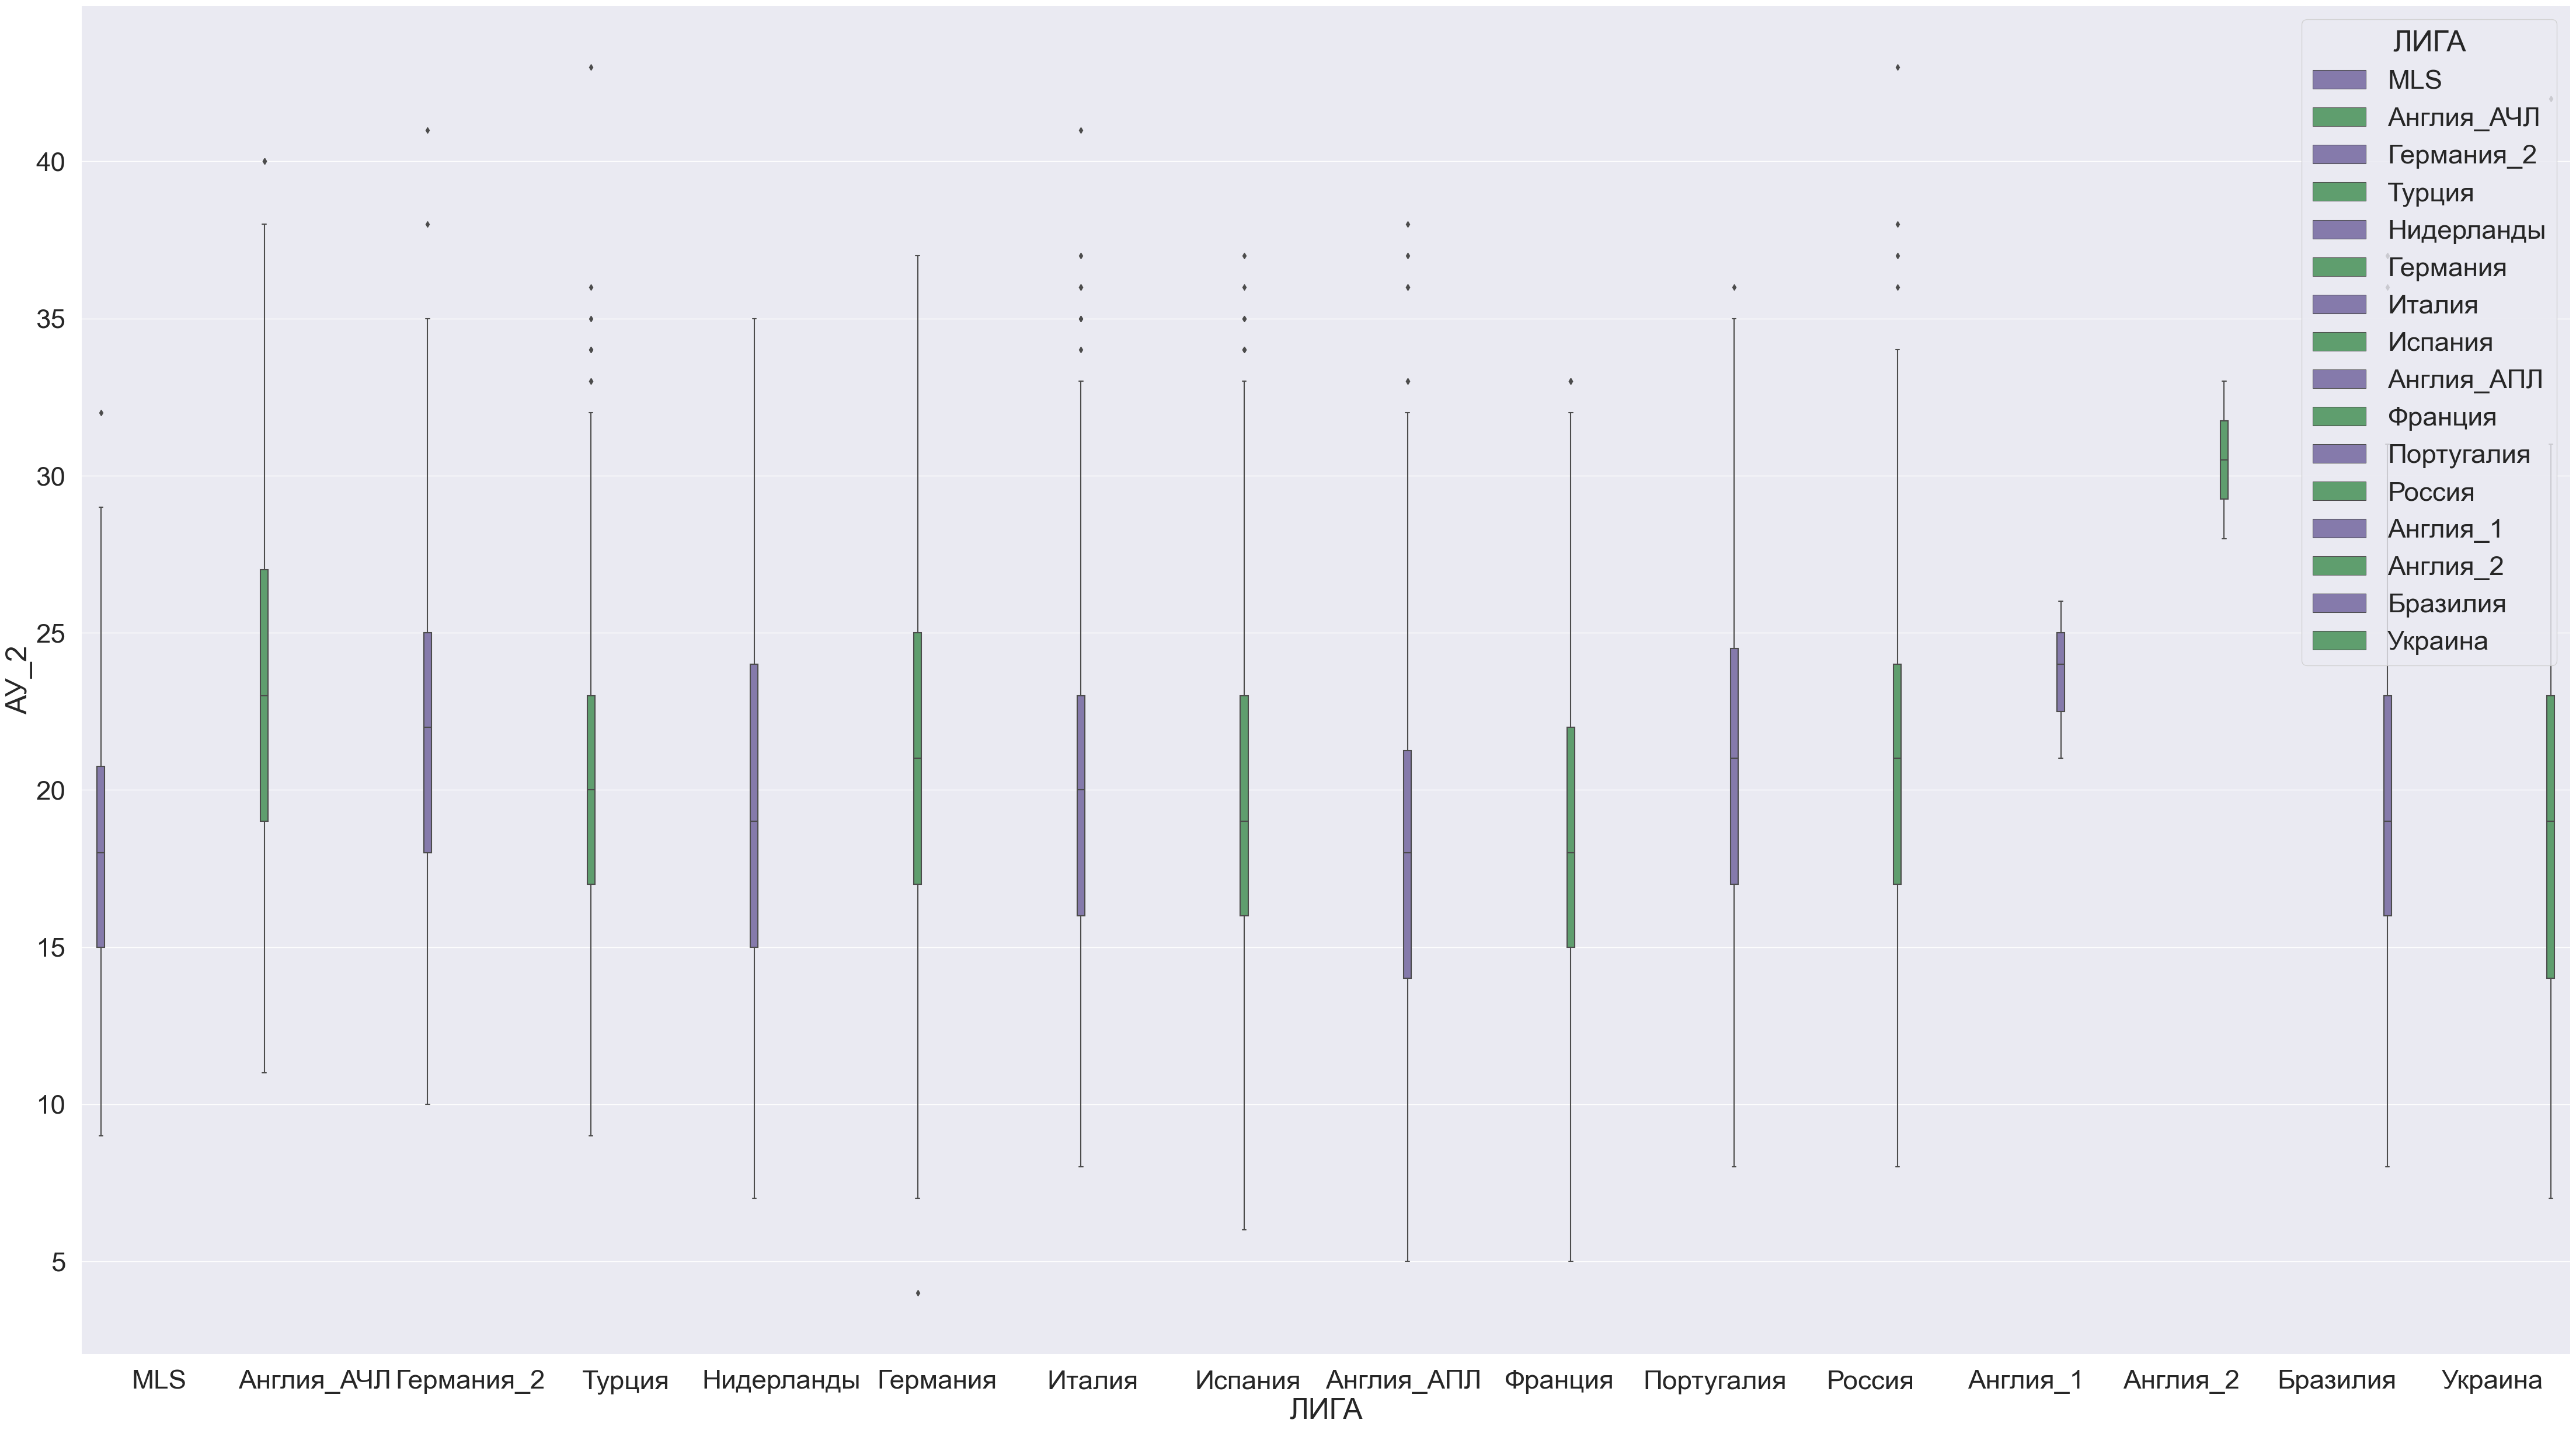 ЛИГА
MLS
Англия_АЧЛ
Германия_2
Турция
Нидерланды
Германия
Италия
Испания
Англия_АПЛ
Франция
Португалия
Россия
Англия_1
Англия_2
Бразилия
Украина
40
35
30
25
20
15
10
5
АУ_2
MLS Англия_АЧЛ Германия_2 Турция Нидерланды Германия Италия Испания Англия_АПЛ Франция Португалия Россия Англия_1 Англия_2 Бразилия Украина
ЛИГА